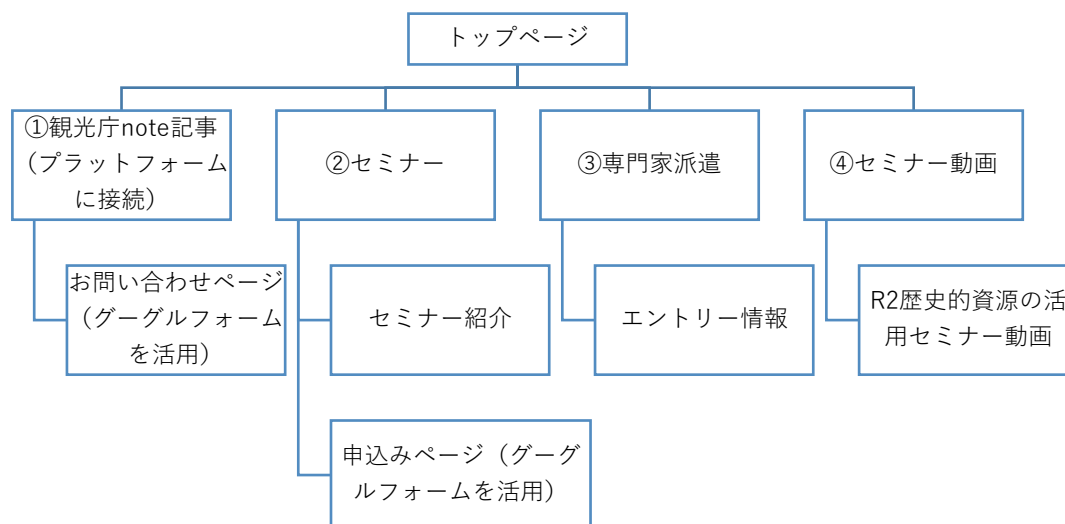 トップページ
①観光庁note記事
（プラットフォーム
に接続）
②セミナー
③専門家派遣
④セミナー動画
お問い合わせページ
（グーグルフォーム
を活用）
セミナー紹介
エントリー情報
R2歴史的資源の活
用セミナー動画
申込みページ（グーグ
ルフォームを活用）